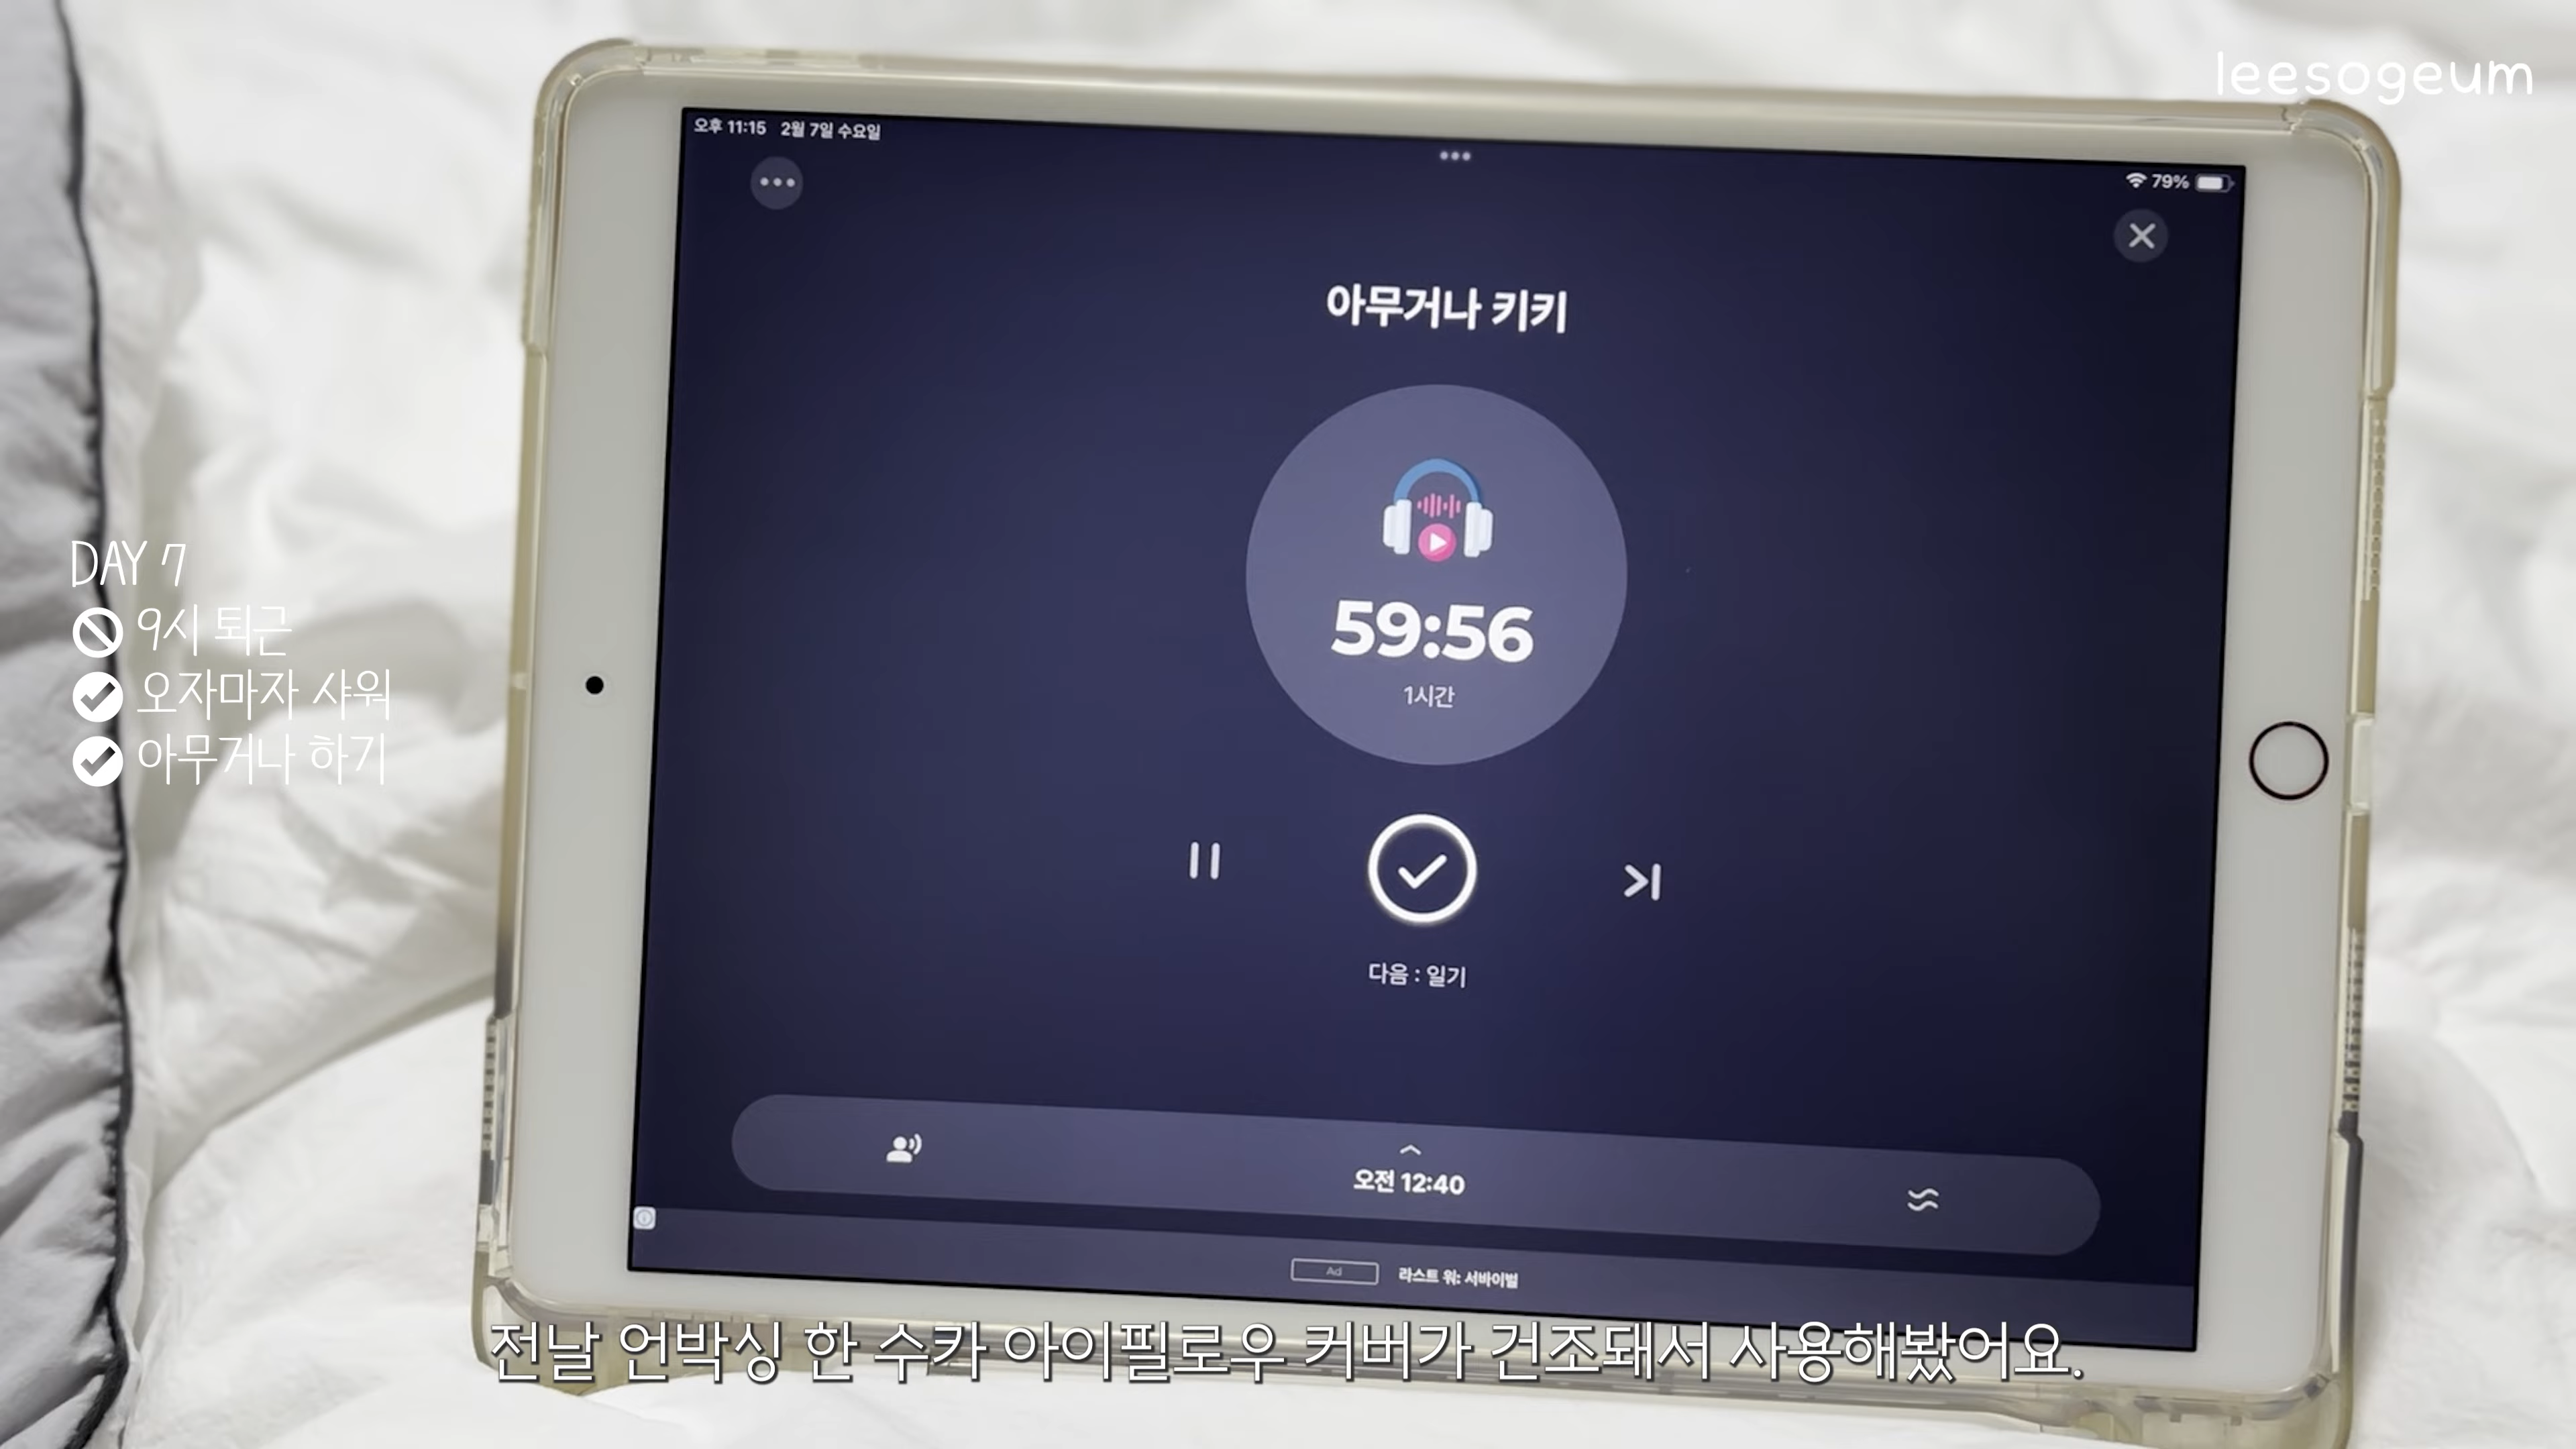 leesogeum
오후 11:15 2월 7일 수요일
79%
아무거나 키키
59:56
1시간
다음 : 일기
오전 12:40
Ad 라스트 워: 서바이벌
DAY 7
9시 퇴근
오자마자 샤워
아무거나 하기
전날 언박싱 한 수카 아이필로우 커버가 건조돼서 사용해봤어요.